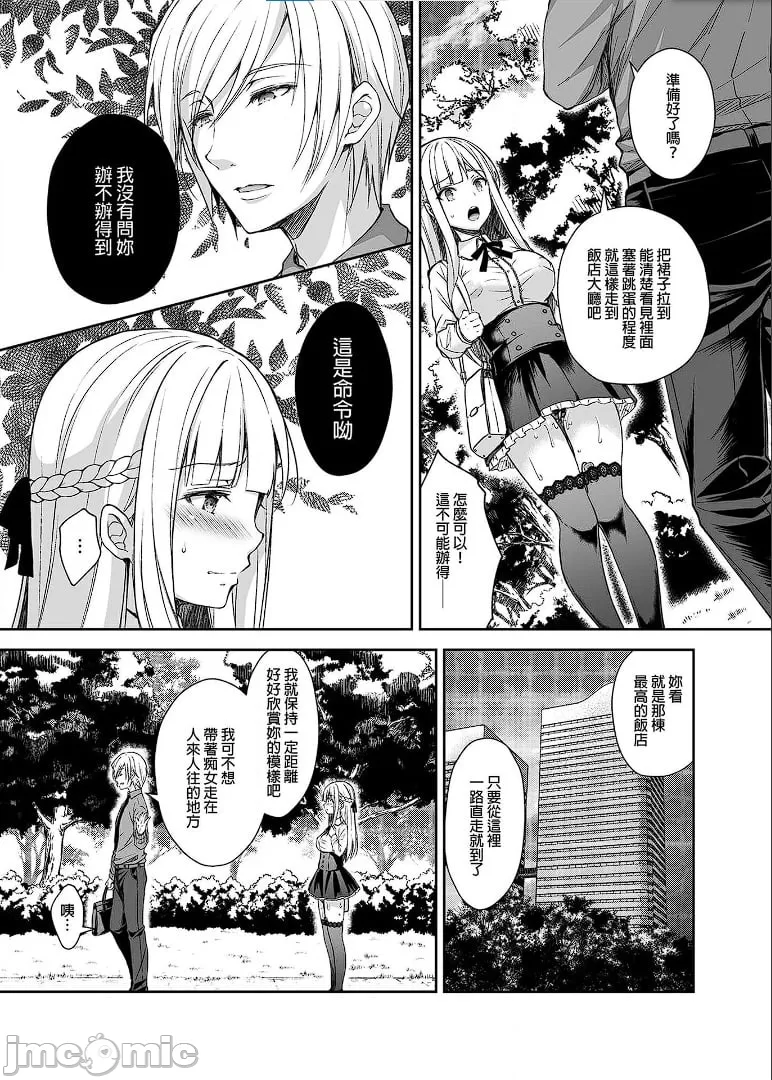 準備好了嗎？
把裙子拉到
能清楚看見裡面
塞著跳蛋的程度
就這樣走到
飯店大廳吧
怎麼可以！
這不可能辦得──
我沒有問妳
辦不辦得到
這是命令呦
…
妳看
就是那棟
最高的飯店
只要從這裡
一路直走就到了
我就保持一定距離
好好欣賞妳的模樣吧
我可不想
帶著痴女走在
人來人往的地方
咦…
jmcomic